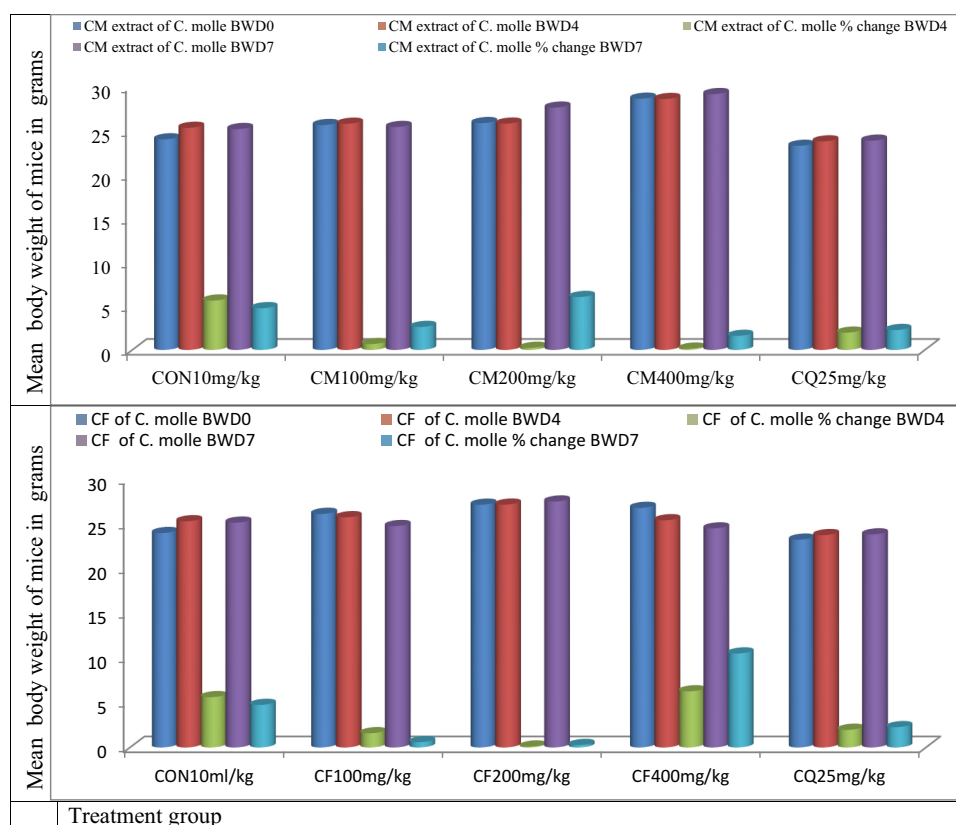 CM extract of C. molle BWD0 CM extract of C. molle BWD4 CM extract of C. molle % change BWD4
CM extract of C. molle BWD7 CM extract of C. molle % change BWD7
Mean body weight of mice in grams
30
25
20
15
10
5
0
CON10mg/kg CM100mg/kg CM200mg/kg CM400mg/kg CQ25mg/kg
CF of C. molle BWD0 CF of C. molle BWD4 CF of C. molle % change BWD4
CF of C. molle BWD7 CF of C. molle % change BWD7
Mean body weight of mice in grams
30
25
20
15
10
5
0
CON10ml/kg CF100mg/kg CF200mg/kg CF400mg/kg CQ25mg/kg
Treatment group